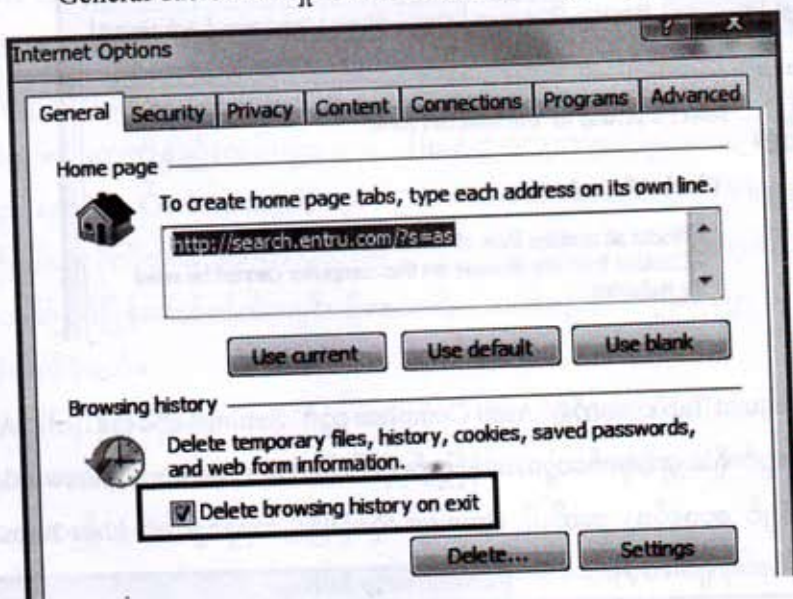 General
Internet Options
? X
General Security Privacy Content Connections Programs Advanced
Home page
To create home page tabs, type each address on its own line.
http://search.entru.com/?s=as
Use current Use default Use blank
Browsing history
Delete temporary files, history, cookies, saved passwords,
and web form information.
Delete browsing history on exit
Delete... Settings